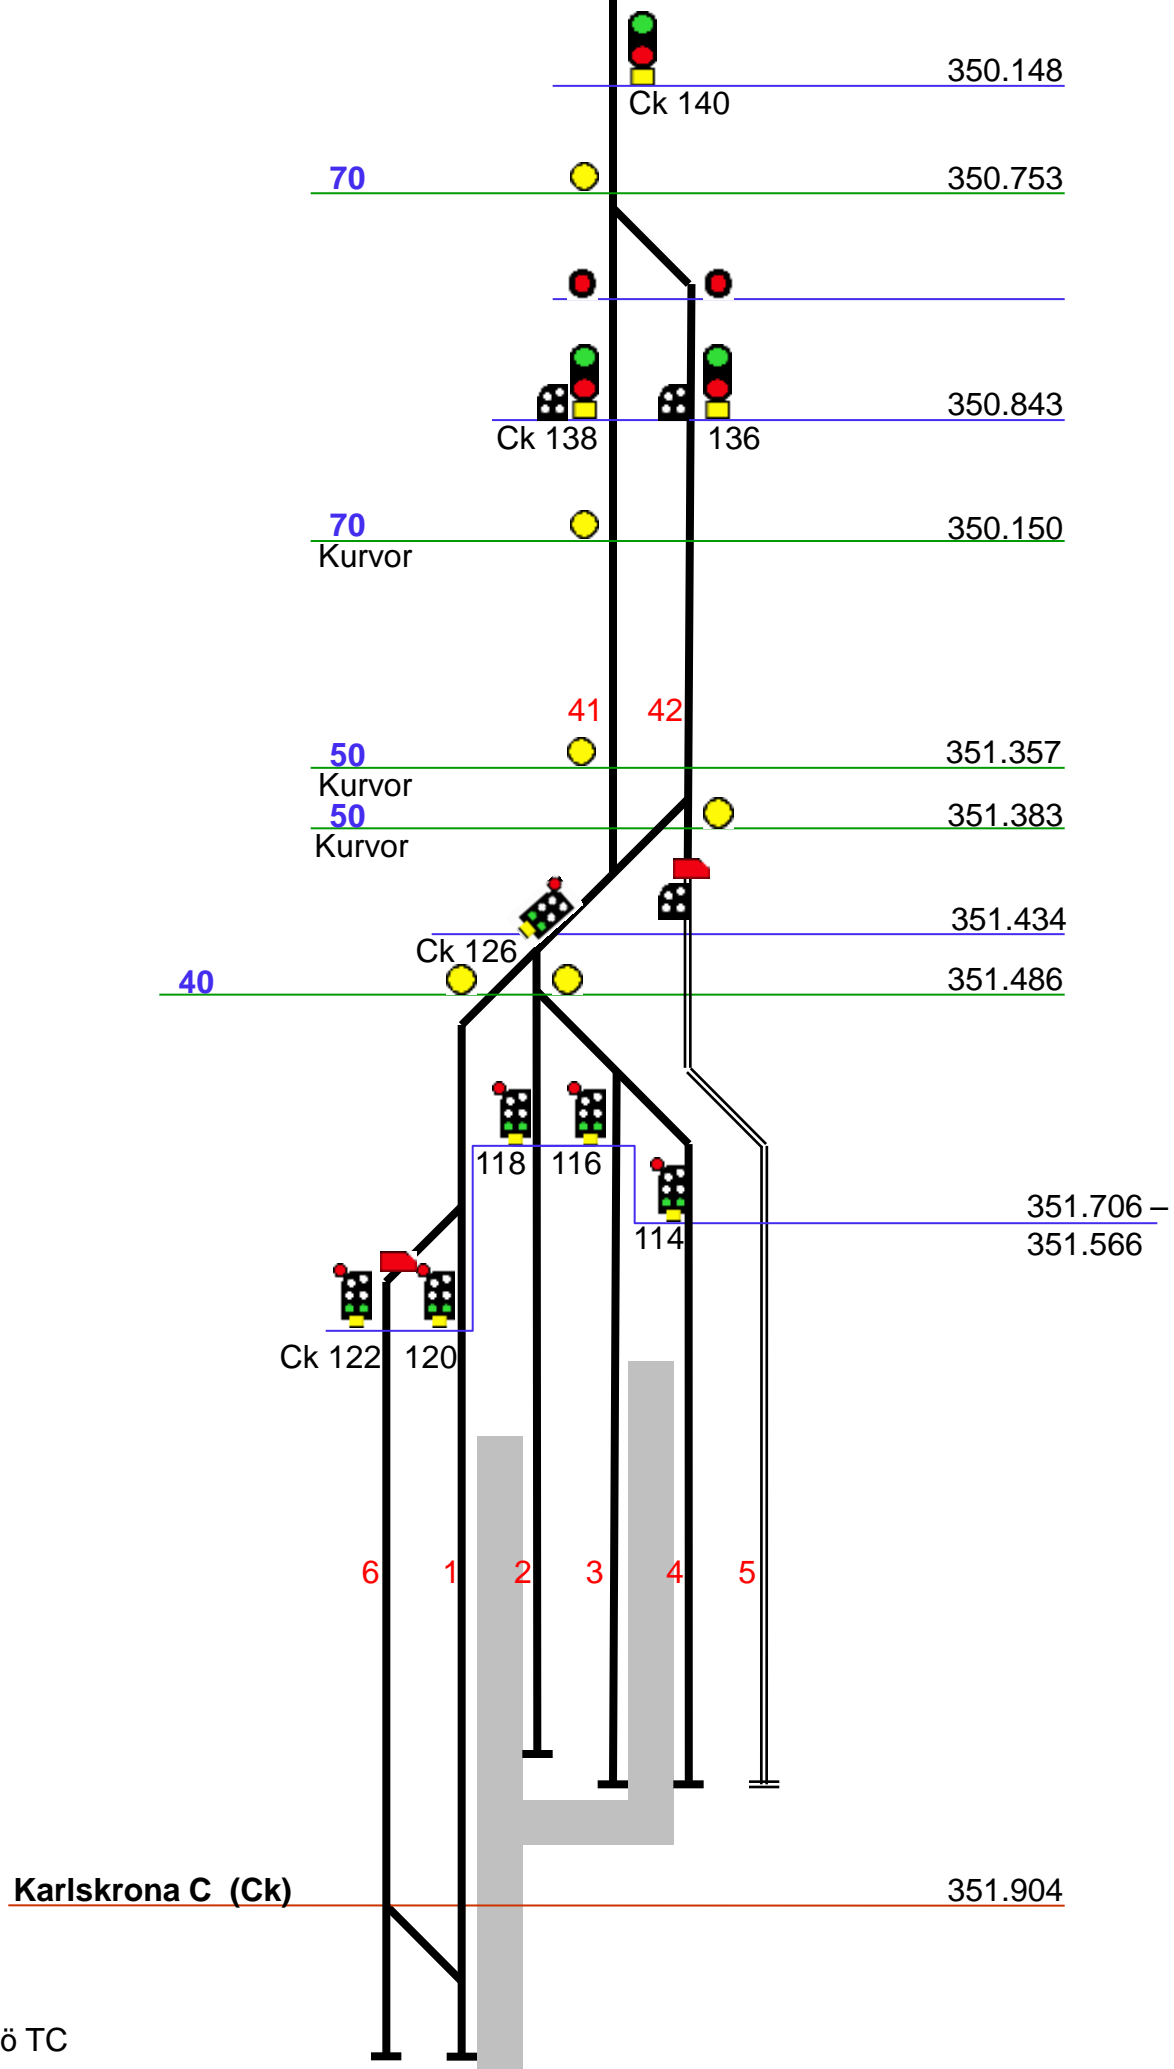 350.148
Ck 140
70 350.753
350.843
Ck 138 136
70 350.150
Kurvor
41 42
50 351.357
Kurvor
50 351.383
Kurvor
351.434
Ck 126
40 351.486
118 116
351.706 –
114 351.566
Ck 122 120
6 1 2 3 4 5
Karlskrona C (Ck) 351.904
ö TC